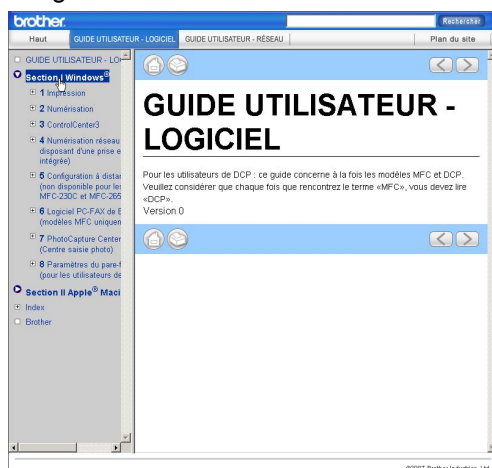 brother.
Rechercher
Haut
GUIDE UTILISATEUR - LOGICIEL
GUIDE UTILISATEUR - RÉSEAU
Plan du site
GUIDE UTILISATEUR - LO
Section I Windows®
1 Impression
2 Numérisation
3 ControlCenter3
4 Numérisation réseau
disposant d'une prise e
intégrée)
5 Configuration à distan
(non disponible pour les
MFC-230C et MFC-265
6 Logiciel PC-FAX de B
(modèles MFC uniquem
7 PhotoCapture Center
(Centre saisie photo)
8 Paramètres du pare-f
(pour les utilisateurs de
Section II Apple® Maci
Index
Brother
GUIDE UTILISATEUR -
LOGICIEL
Pour les utilisateurs de DCP : ce guide concerne à la fois les modèles MFC et DCP.
Veuillez considérer que chaque fois que rencontrez le terme «MFC», vous devez lire
«DCP».
Version 0